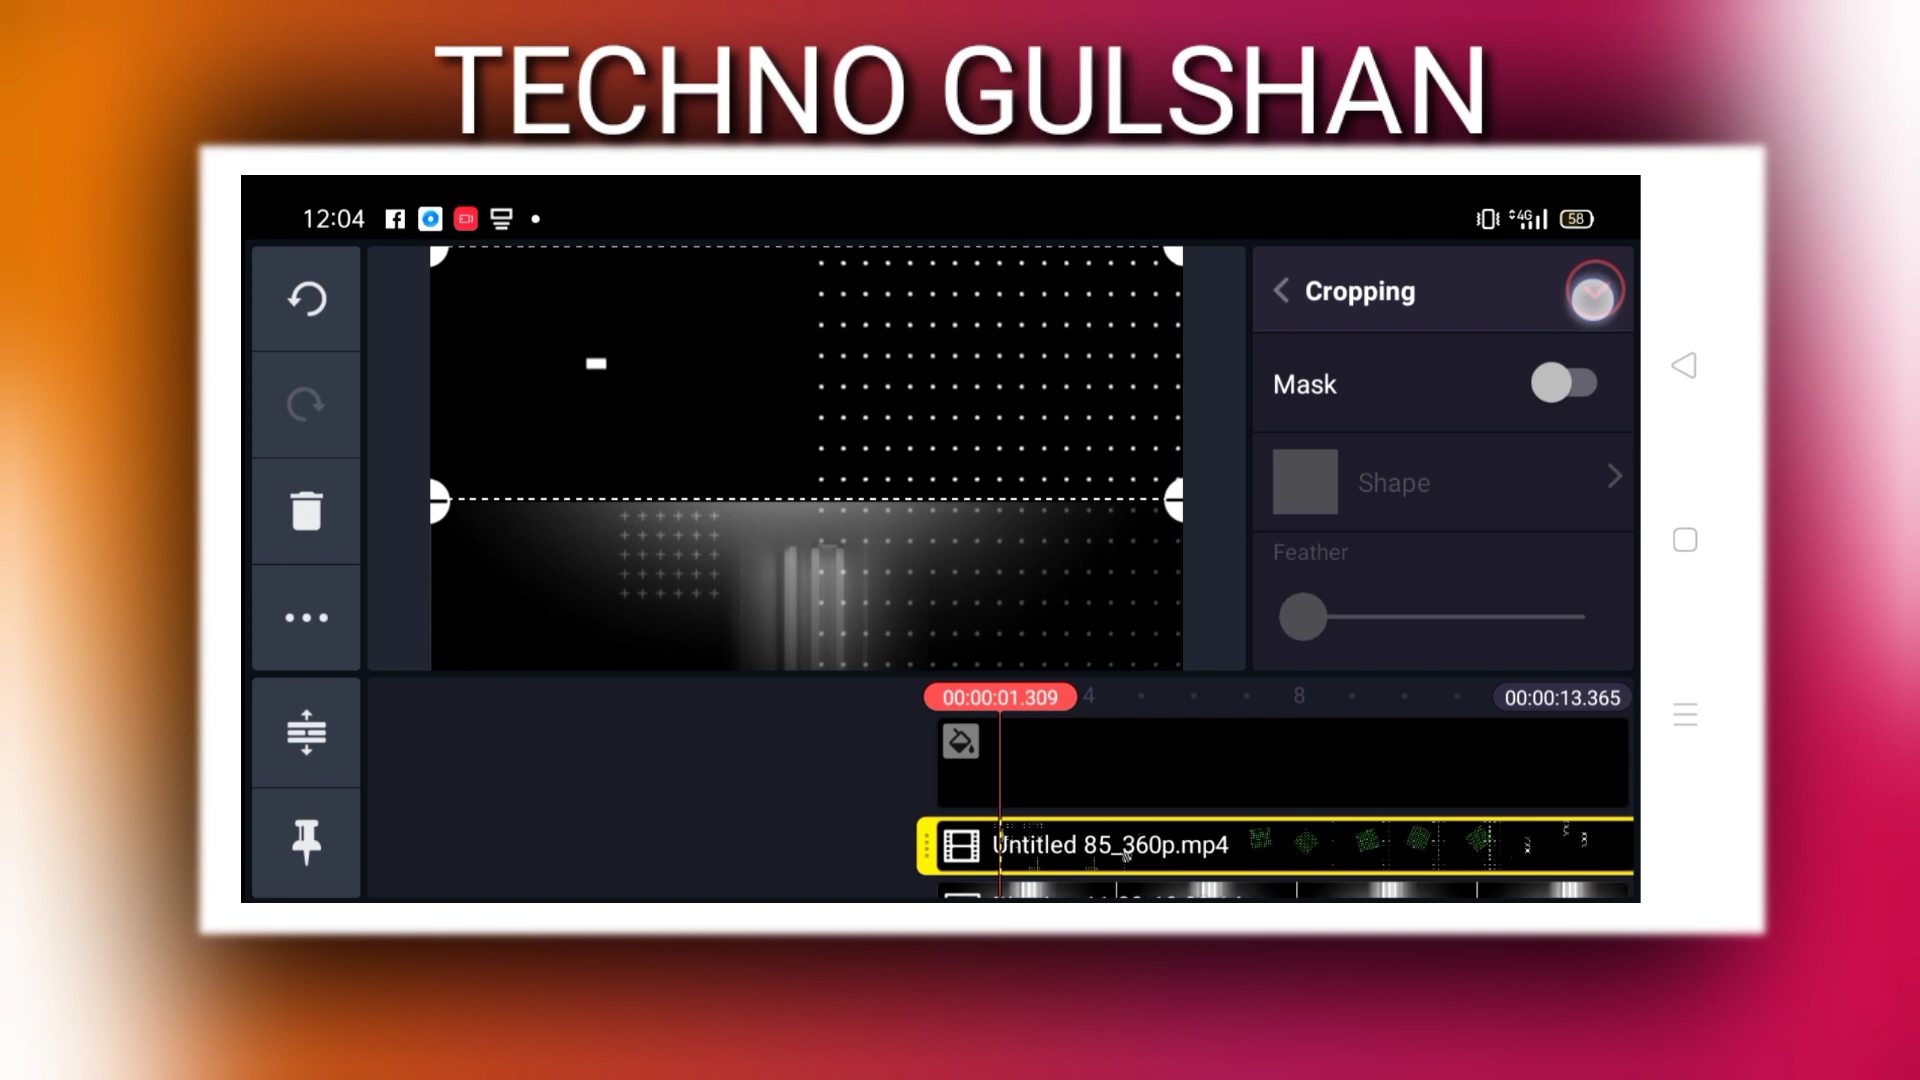 TECHNO GULSHAN
12:04
4G
58
Cropping
Mask
Shape
Feather
00:00:01.309
4
8
00:00:13.365
Untitled 85_360p.mp4